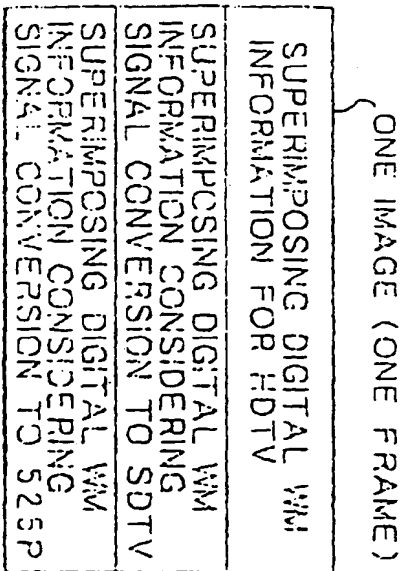 ONE IMAGE (ONE FRAME)
SUPERIMPOSING DIGITAL WM
INFORMATION FOR HDTV
SUPERIMPOSING DIGITAL WM
INFORMATION CONSIDERING
SIGNAL CONVERSION TO SDTV
SUPERIMPOSING DIGITAL WM
INFORMATION CONSIDERING
SIGNAL CONVERSION TO 525P